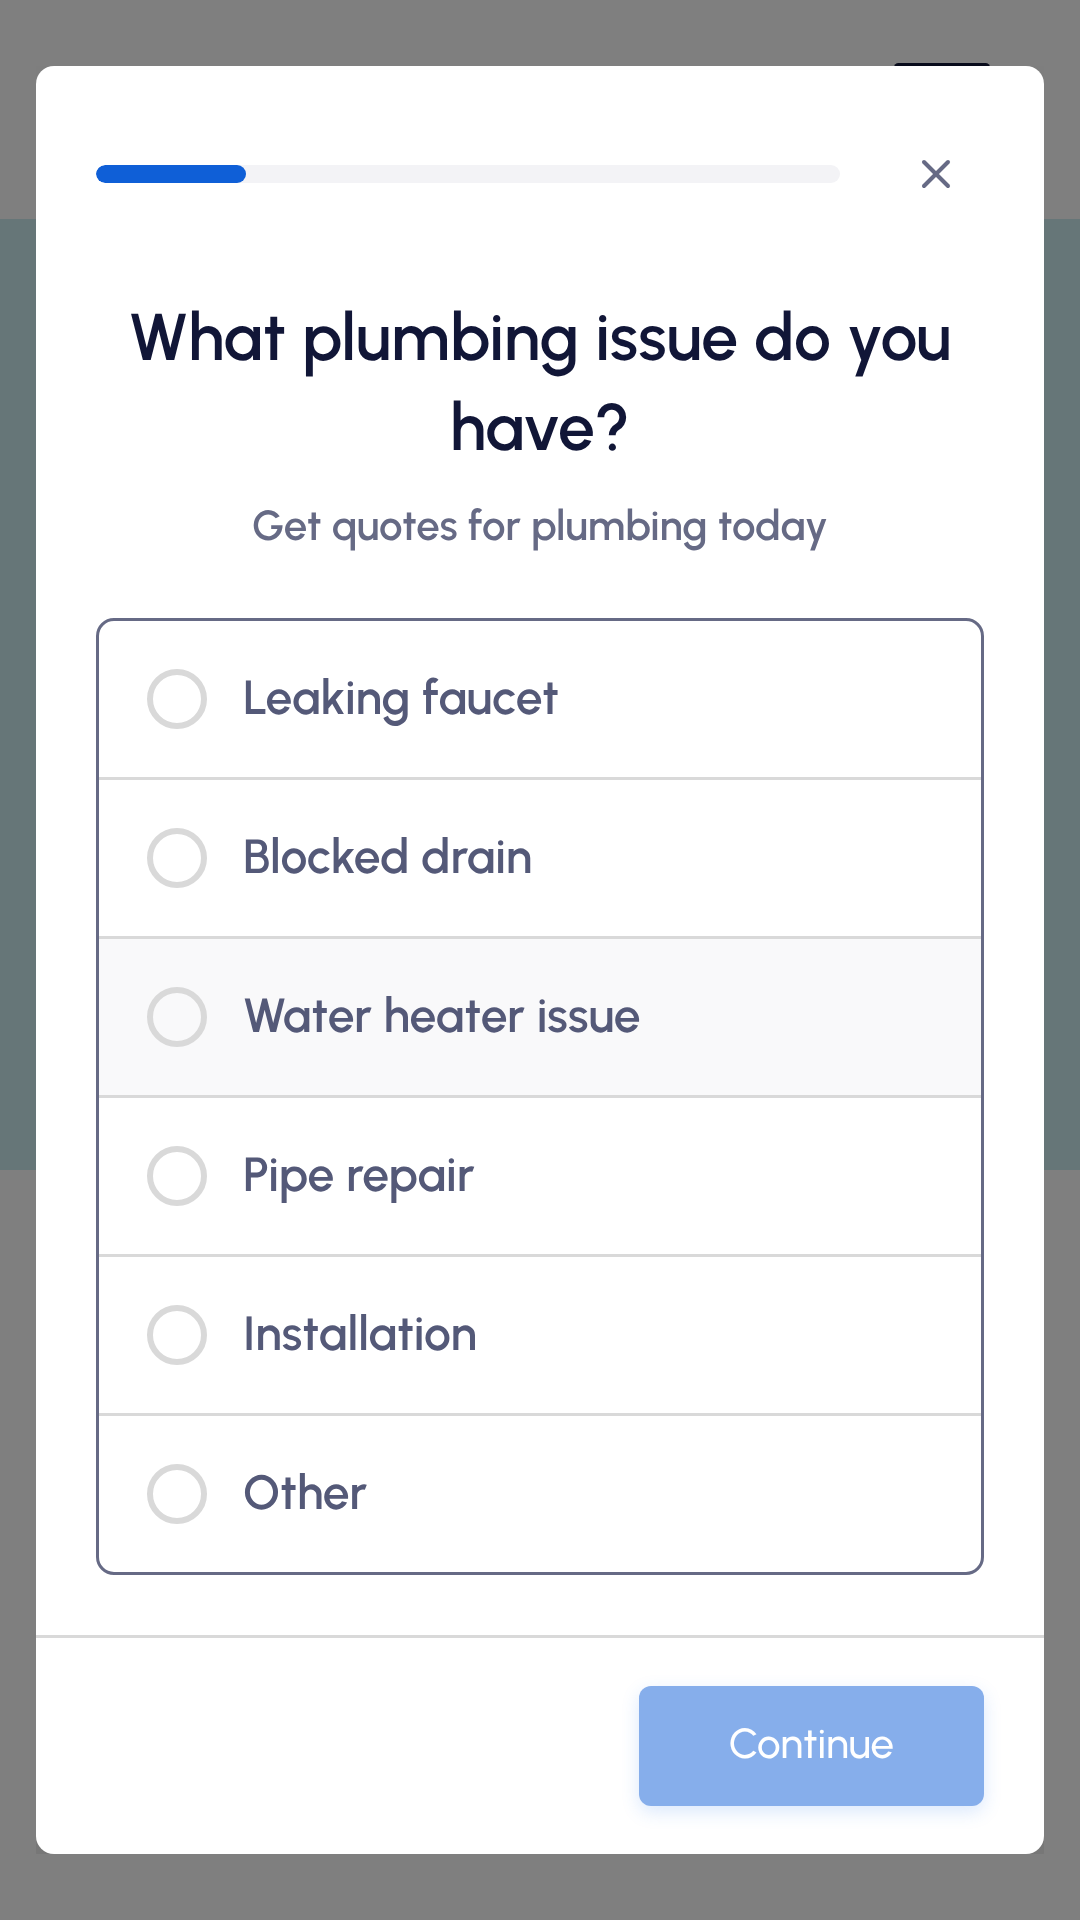 What plumbing issue do you
have?
Get quotes for plumbing today
Leaking faucet
Blocked drain
Water heater issue
Pipe repair
Installation
Other
Continue